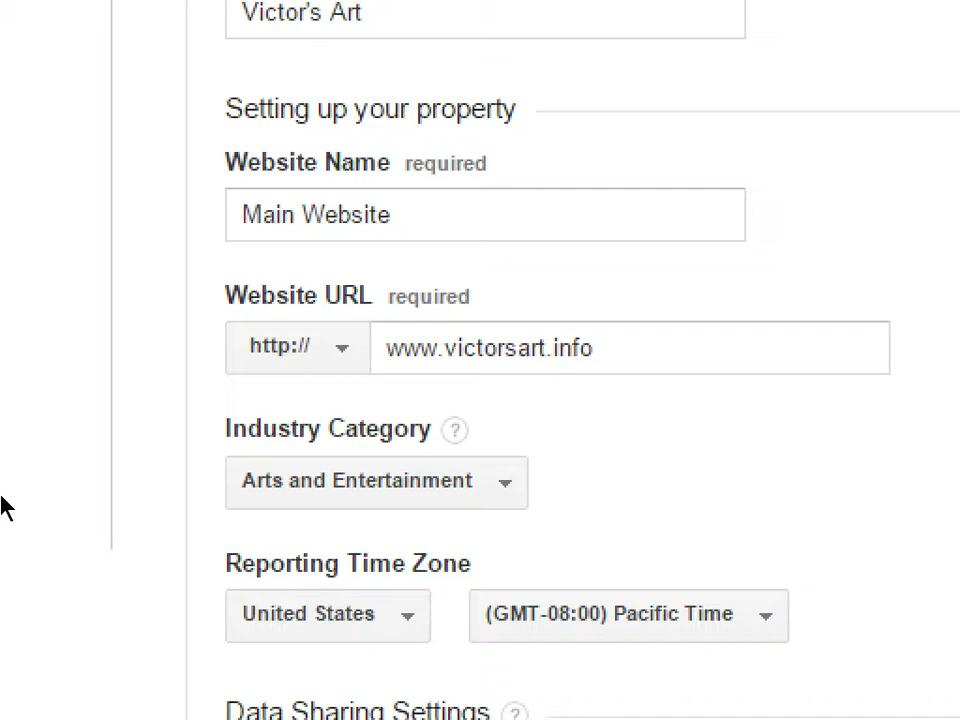 Victor's Art
Setting up your property
Website Name required
Main Website
Website URL required
http:// www.victorsart.info
Industry Category ?
Arts and Entertainment
Reporting Time Zone
United States (GMT-08:00) Pacific Time
Data Sharing Settings ?